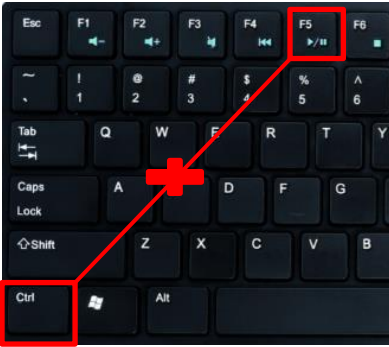 Esc F1 F2 F3 F4 F5 F6
~ ! @ # $ % ^
` 1 2 3 4 5 6
Tab Q W E R T Y
Caps Lock A D F G
Shift Z X C V B
Ctrl Alt